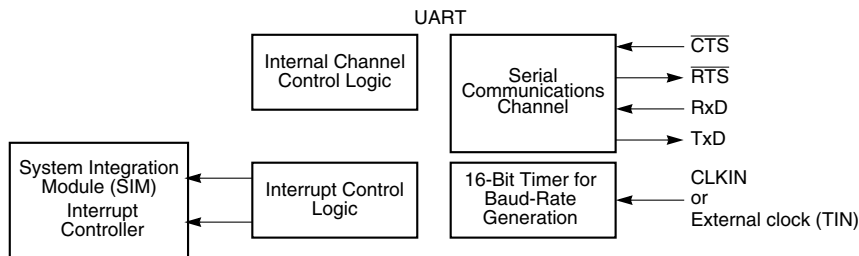 UART
Internal Channel
Control Logic
Serial
Communications
Channel
CTS
RTS
RxD
TxD
System Integration
Module (SIM)
Interrupt
Controller
Interrupt Control
Logic
16-Bit Timer for
Baud-Rate
Generation
CLKIN
or
External clock (TIN)